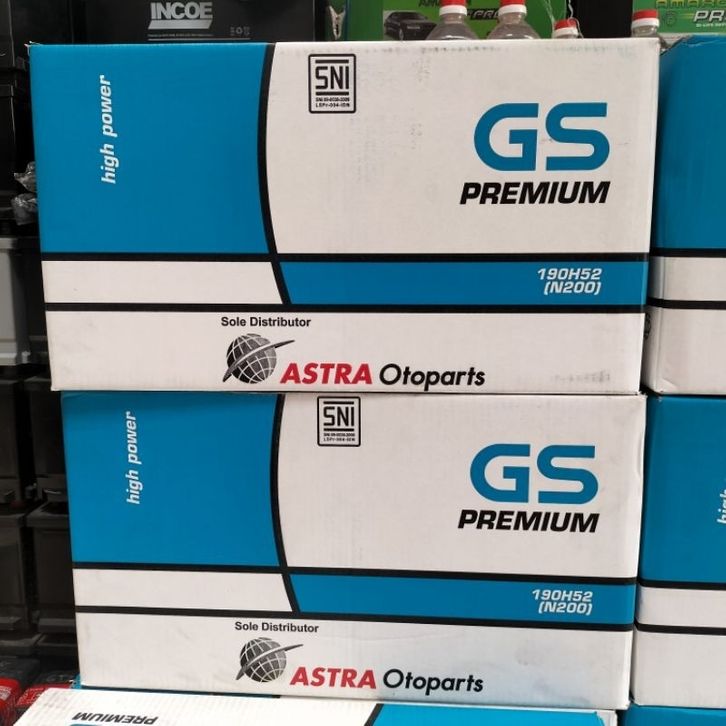 INCOE
high power
SNI
GS
PREMIUM
190H52
(N200)
Sole Distributor
ASTRA Otoparts
high power
SNI
GS
PREMIUM
190H52
(N200)
Sole Distributor
ASTRA Otoparts
PREMIUM